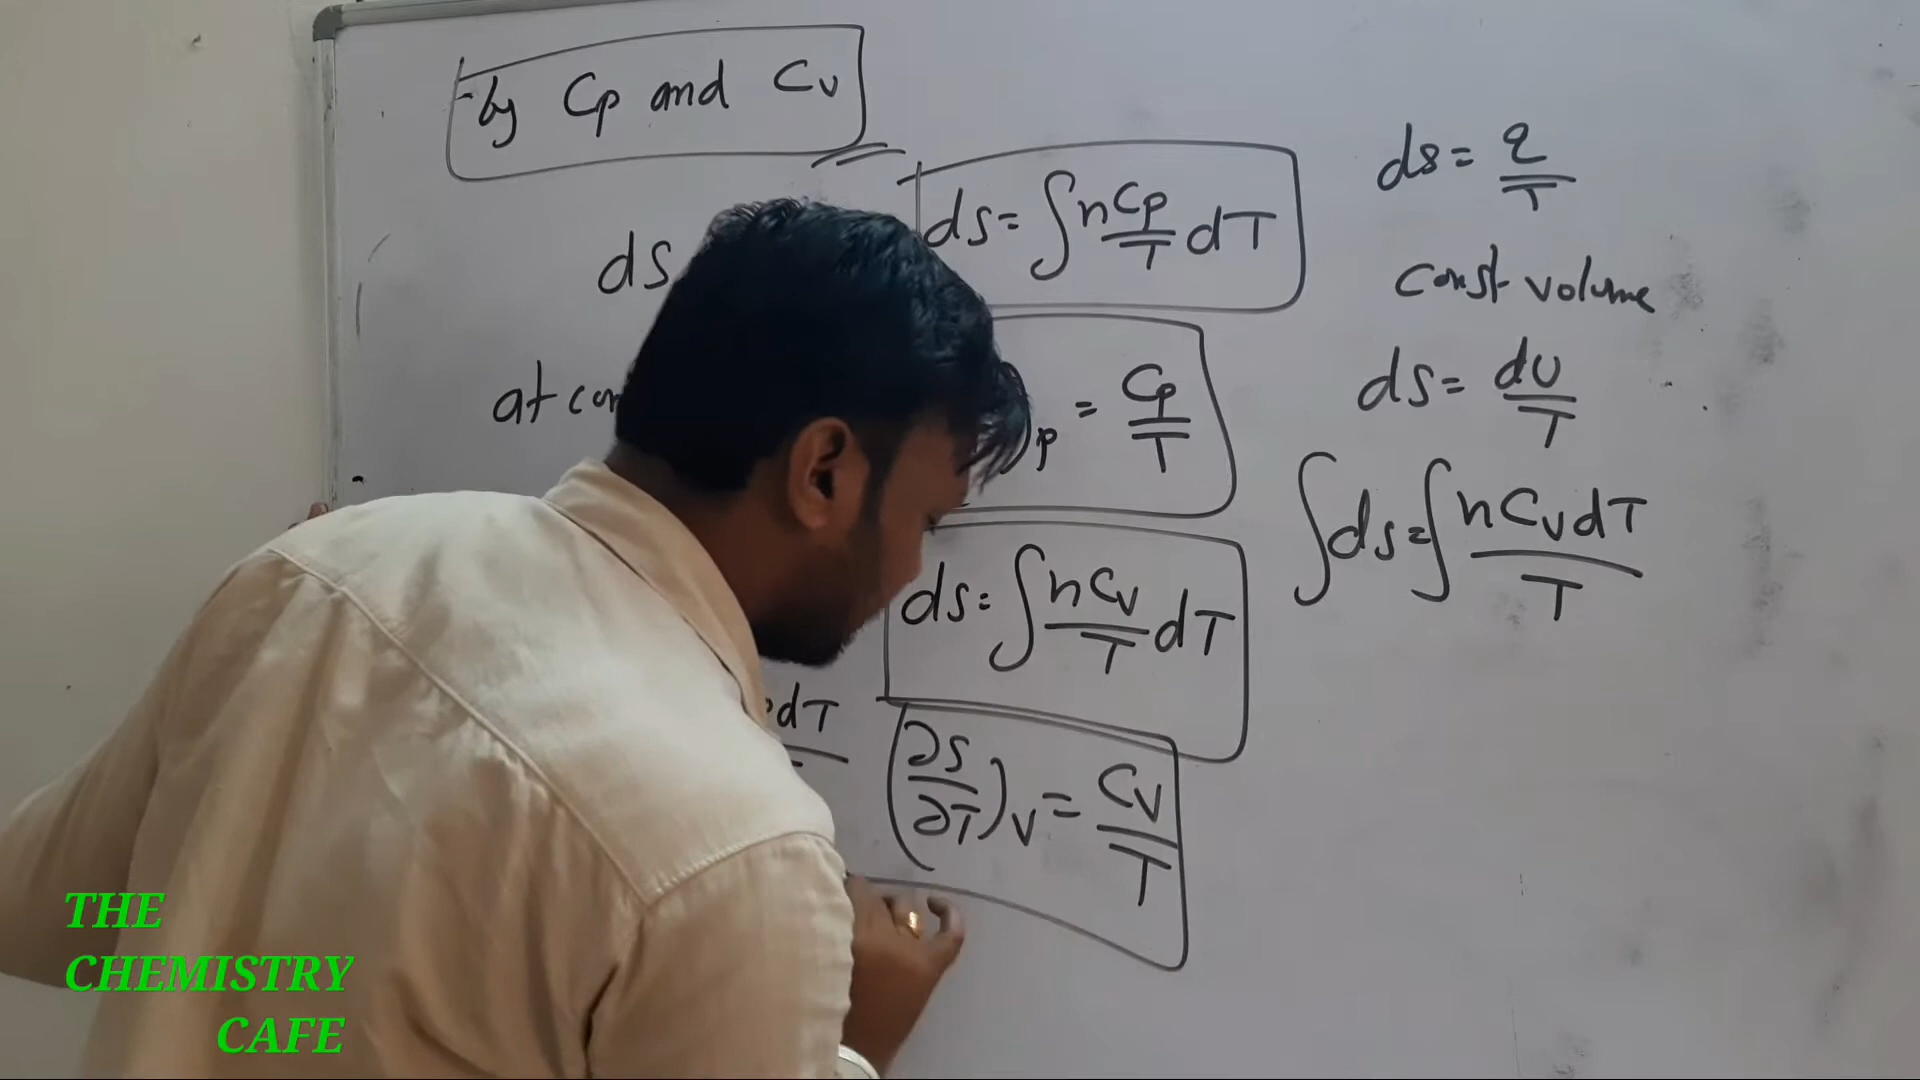 by Cp and Cv
ds
at con
dT
ds = ∫ nCp/T dT
)p = Cp/T
ds = ∫ nCv/T dT
(∂S/∂T)v = Cv/T
ds = q/T
const volume
ds = dU/T
∫ds = ∫ nCvdT/T
THE
CHEMISTRY
CAFE